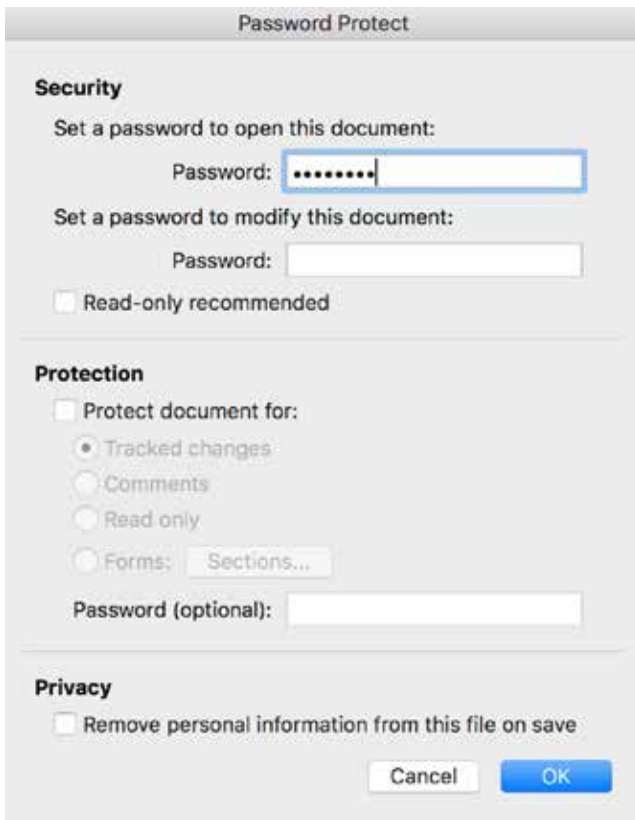 Password Protect
Security
Set a password to open this document:
Password: ••••••••
Set a password to modify this document:
Password:
Read-only recommended
Protection
Protect document for:
Tracked changes
Comments
Read only
Forms: Sections...
Password (optional):
Privacy
Remove personal information from this file on save
Cancel OK